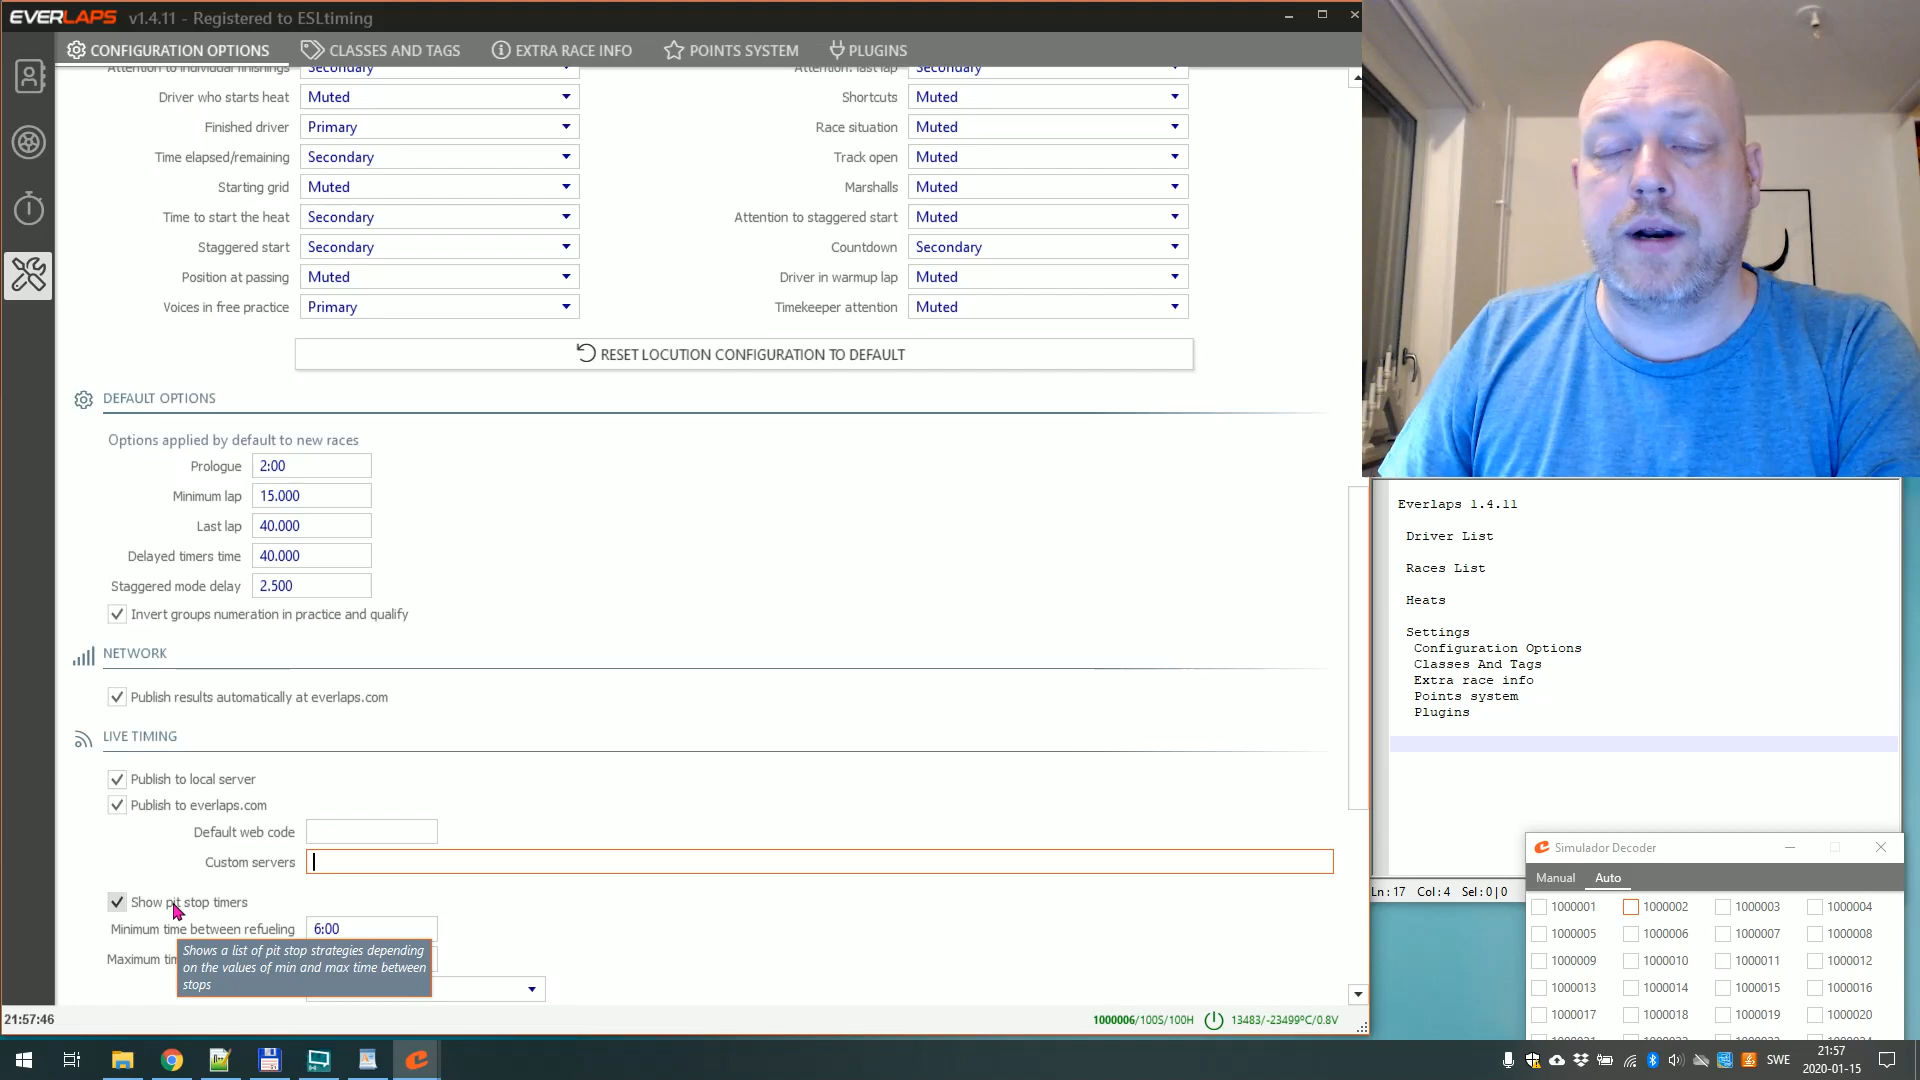 EVERLAPS v1.4.11 - Registered to ESLtiming
CONFIGURATION OPTIONS CLASSES AND TAGS EXTRA RACE INFO POINTS SYSTEM PLUGINS
Attention to individual finishings Secondary Attention: last lap Secondary
Driver who starts heat Muted Shortcuts Muted
Finished driver Primary Race situation Muted
Time elapsed/remaining Secondary Track open Muted
Starting grid Muted Marshalls Muted
Time to start the heat Secondary Attention to staggered start Muted
Staggered start Secondary Countdown Secondary
Position at passing Muted Driver in warmup lap Muted
Voices in free practice Primary Timekeeper attention Muted
RESET LOCUTION CONFIGURATION TO DEFAULT
DEFAULT OPTIONS
Options applied by default to new races
Prologue 2:00
Minimum lap 15.000
Last lap 40.000
Delayed timers time 40.000
Staggered mode delay 2.500
Invert groups numeration in practice and qualify
NETWORK
Publish results automatically at everlaps.com
LIVE TIMING
Publish to local server
Publish to everlaps.com
Default web code
Custom servers
Show pit stop timers
Minimum time between refueling 6:00
Maximum
Shows a list of pit stop strategies depending
on the values of min and max time between
stops
21:57:46 1000006/100S/100H 13483/-23499ºC/0.8V
Everlaps 1.4.11
Driver List
Races List
Heats
Settings
Configuration Options
Classes And Tags
Extra race info
Points system
Plugins
Ln:17 Col:4 Sel:0|0
Simulador Decoder
Manual Auto
1000001 1000002 1000003 1000004
1000005 1000006 1000007 1000008
1000009 1000010 1000011 1000012
1000013 1000014 1000015 1000016
1000017 1000018 1000019 1000020
SWE 21:57
2020-01-15